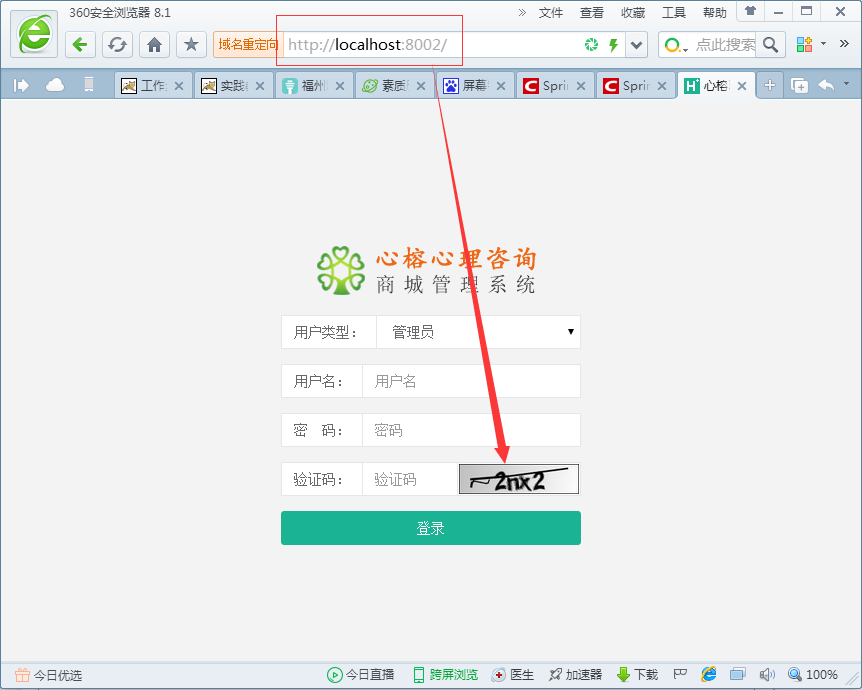 360安全浏览器 8.1
» 文件 查看 收藏 工具 帮助
域名重定向 http://localhost:8002/ 点此搜索 »
工作 实践 福州 素质 屏幕 Spri Spri 心榕
心榕心理咨询
商城管理系统
用户类型： 管理员
用户名： 用户名
密 码： 密码
验证码： 验证码 2nx2
登录
今日优选 今日直播 跨屏浏览 医生 加速器 下载 100%